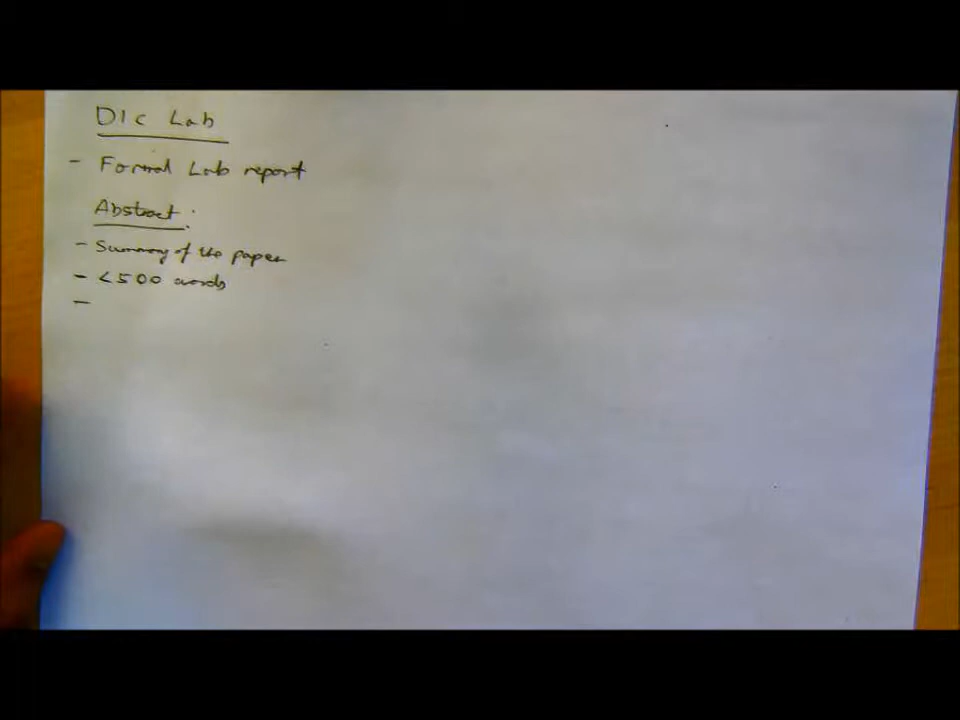 DIC Lab
- Formal Lab report
Abstract.
- Summary of the paper
- <500 words
-